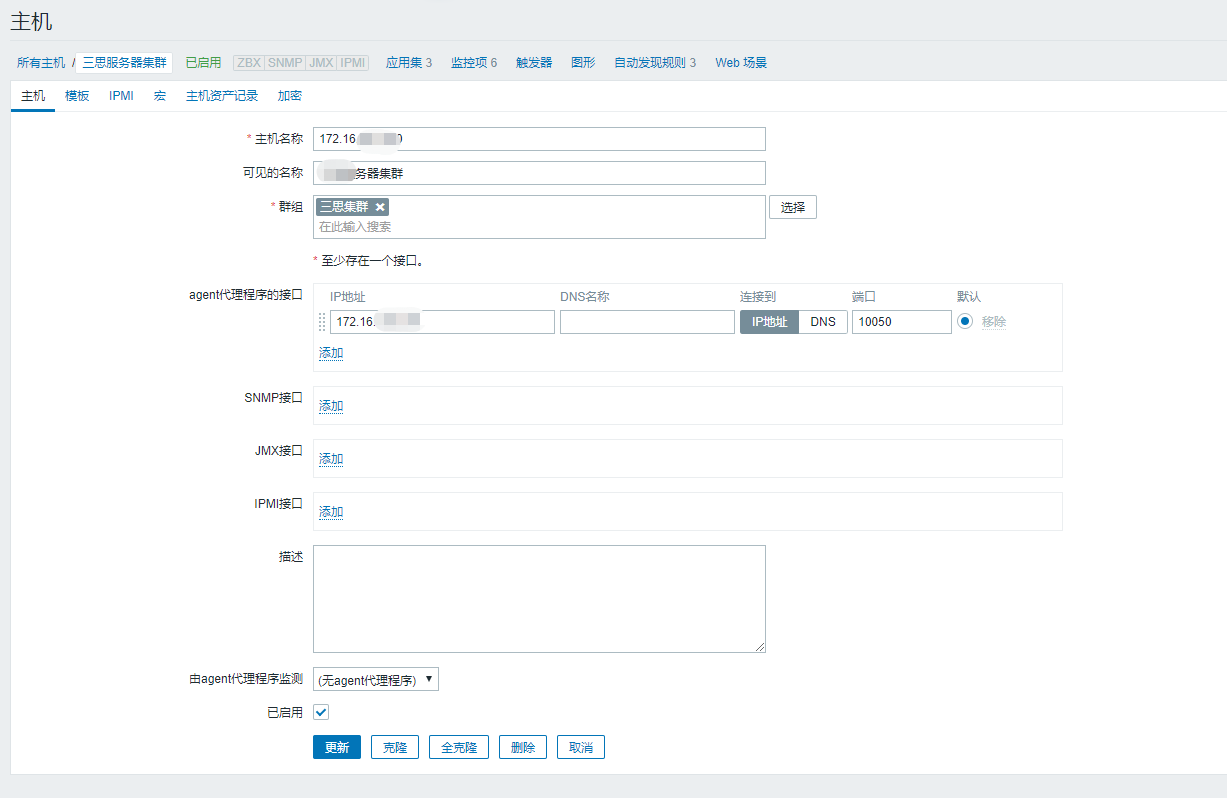 主机
所有主机 / 三思服务器集群 已启用 ZBX SNMP JMX IPMI 应用集 3 监控项 6 触发器 图形 自动发现规则 3 Web 场景
主机 模板 IPMI 宏 主机资产记录 加密
* 主机名称 172.16
可见的名称 务器集群
* 群组 三思集群 × 选择
在此输入搜索
* 至少存在一个接口。
agent代理程序的接口 IP地址 DNS名称 连接到 端口 默认
172.16. IP地址 DNS 10050 移除
添加
SNMP接口 添加
JMX接口 添加
IPMI接口 添加
描述
由agent代理程序监测 (无agent代理程序)
已启用
更新 克隆 全克隆 删除 取消